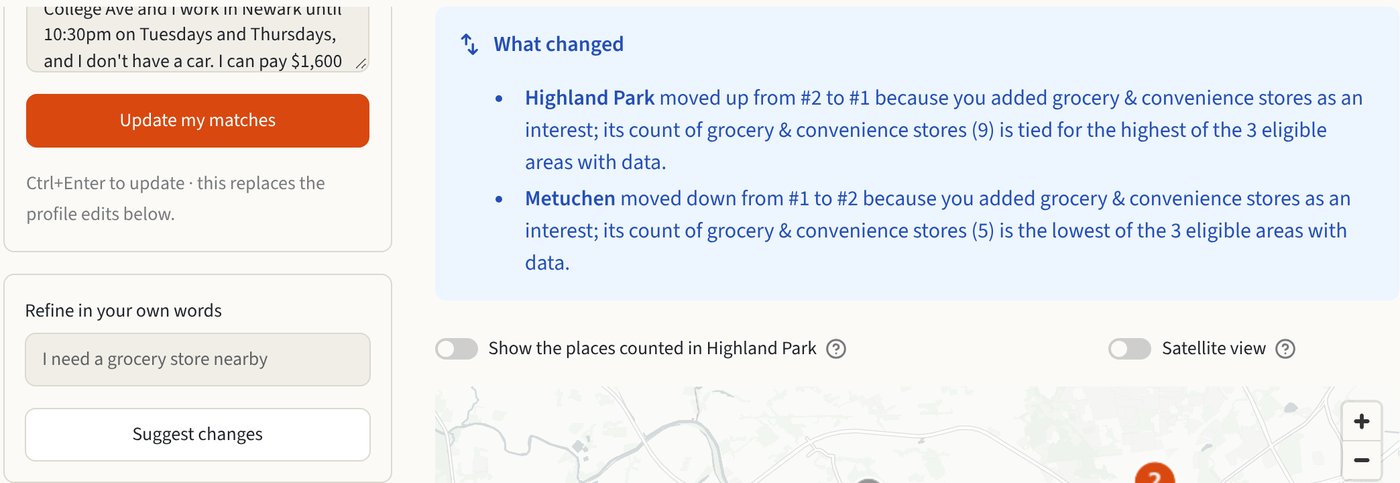 College Ave and I work in Newark until
10:30pm on Tuesdays and Thursdays,
and I don't have a car. I can pay $1,600
Update my matches
Ctrl+Enter to update · this replaces the
profile edits below.
Refine in your own words
I need a grocery store nearby
Suggest changes
What changed
• Highland Park moved up from #2 to #1 because you added grocery & convenience stores as an
interest; its count of grocery & convenience stores (9) is tied for the highest of the 3 eligible
areas with data.
• Metuchen moved down from #1 to #2 because you added grocery & convenience stores as an
interest; its count of grocery & convenience stores (5) is the lowest of the 3 eligible areas with
data.
Show the places counted in Highland Park ?
Satellite view ?
+
−
2